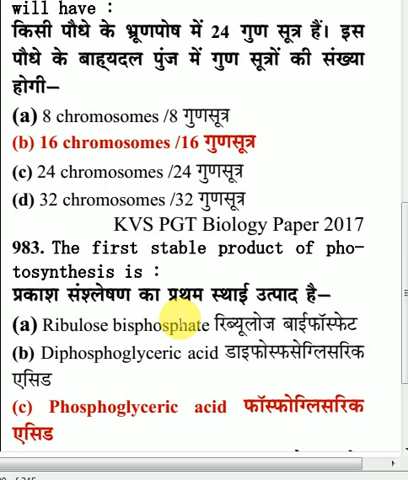 will have :
किसी पौधे के भ्रूणपोष में 24 गुण सूत्र हैं। इस
पौधे के बाह्यदल पुंज में गुण सूत्रों की संख्या
होगी–
(a) 8 chromosomes /8 गुणसूत्र
(b) 16 chromosomes /16 गुणसूत्र
(c) 24 chromosomes /24 गुणसूत्र
(d) 32 chromosomes /32 गुणसूत्र
KVS PGT Biology Paper 2017
983. The first stable product of pho-
tosynthesis is :
प्रकाश संश्लेषण का प्रथम स्थाई उत्पाद है–
(a) Ribulose bisphosphate रिब्यूलोज बाईफॉस्फेट
(b) Diphosphoglyceric acid डाइफोस्फसेग्लिसरिक
एसिड
(c) Phosphoglyceric acid फॉस्फोग्लिसरिक
एसिड